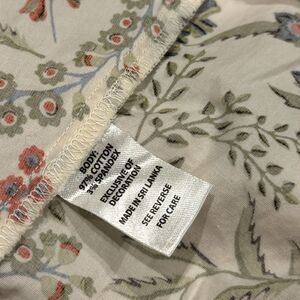 BODY:
97% COTTON
3% SPANDEX
EXCLUSIVE OF
DECORATION
MADE IN SRI LANKA
SEE REVERSE
FOR CARE